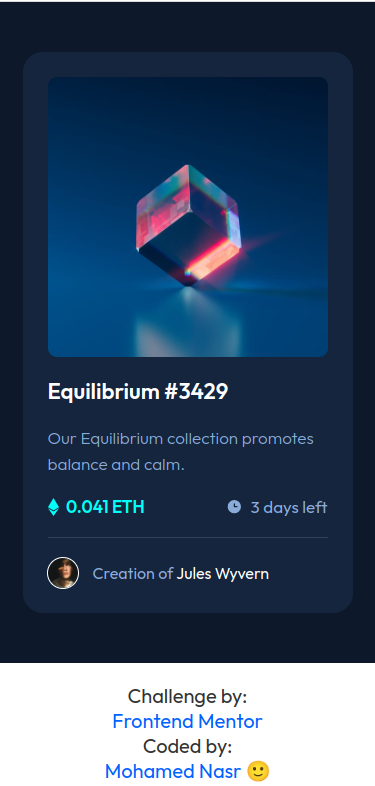 Equilibrium #3429
Our Equilibrium collection promotes
balance and calm.
0.041 ETH
3 days left
Creation of Jules Wyvern
Challenge by:
Frontend Mentor
Coded by:
Mohamed Nasr 🙂